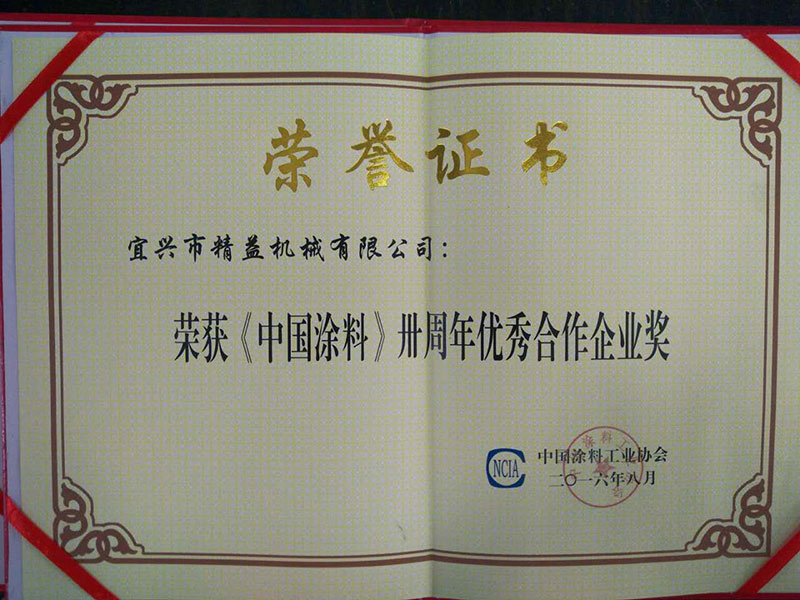 荣誉证书
宜兴市精益机械有限公司：
荣获《中国涂料》卅周年优秀合作企业奖
NCIA
中国涂料工业协会
二〇一六年八月